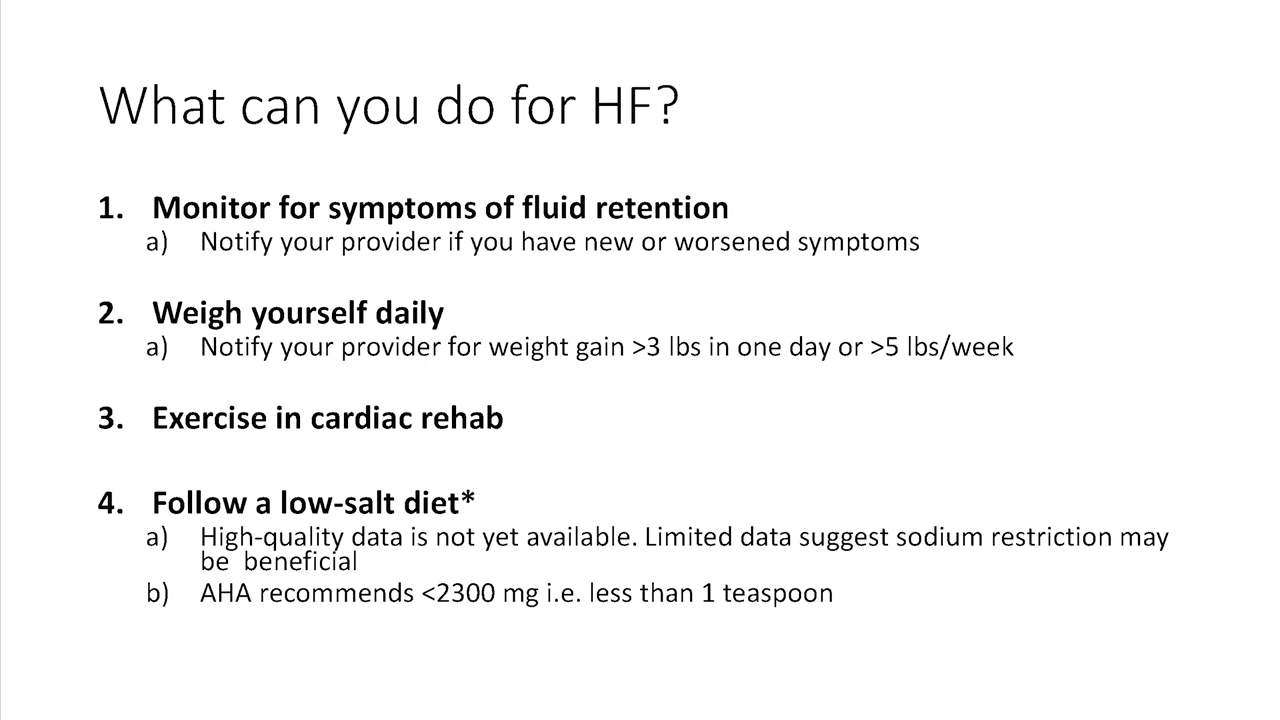 What can you do for HF?
1. Monitor for symptoms of fluid retention
a) Notify your provider if you have new or worsened symptoms
2. Weigh yourself daily
a) Notify your provider for weight gain >3 lbs in one day or >5 lbs/week
3. Exercise in cardiac rehab
4. Follow a low-salt diet*
a) High-quality data is not yet available. Limited data suggest sodium restriction may
be beneficial
b) AHA recommends <2300 mg i.e. less than 1 teaspoon